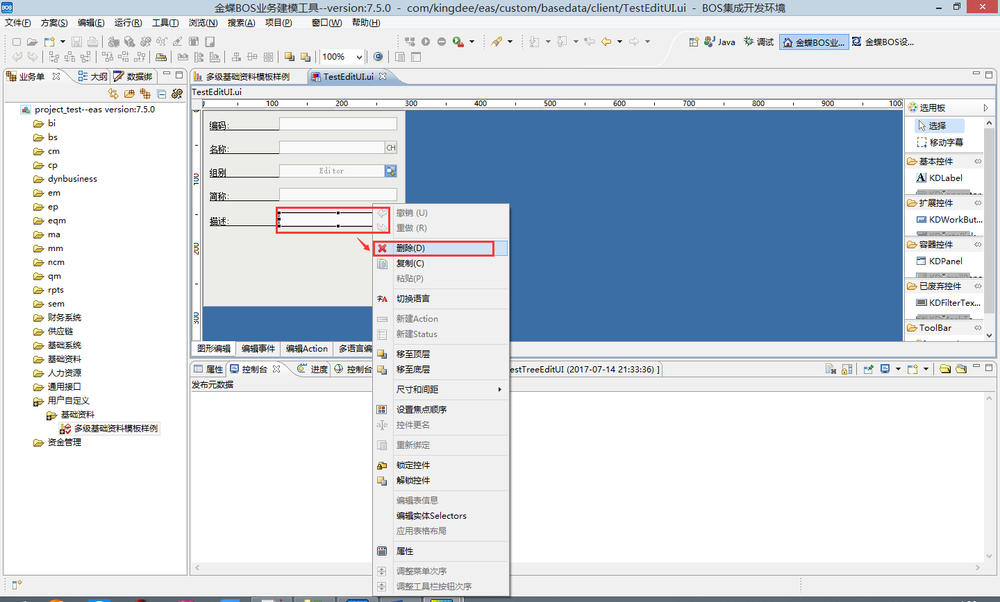 金蝶BOS业务建模工具--version:7.5.0 - com/kingdee/eas/custom/basedata/client/TestEditUI.ui - BOS集成开发环境
文件(F) 方案(S) 编辑(E) 运行(R) 工具(T) 浏览(N) 搜索(A) 项目(P) 窗口(W) 帮助(H)
Java 调试 金蝶BOS业... 金蝶BOS设...
100%
业务单 大纲 数据绑
多级基础资料模板样例 TestEditUI.ui
project_test--eas version:7.5.0
bi
bs
cm
cp
dynbusiness
em
ep
eqm
ma
mm
ncm
qm
rpts
sem
财务系统
供应链
基础系统
基础资料
人力资源
通用接口
用户自定义
基础资料
多级基础资料模板样例
资金管理
TestEditUI.ui
100 200 300 400 500 600 700 800 900 1000
100
200
300
编码:
名称: CH
组别 Editor
简称:
描述:
撤销 (U)
重做 (R)
删除(D)
复制(C)
粘贴(P)
切换语言
新建Action
新建Status
移至顶层
移至底层
尺寸和间距
设置焦点顺序
控件更名
重新绑定
锁定控件
解锁控件
编辑表信息
编辑实体Selectors
应用表格布局
属性
调整菜单次序
调整工具栏按钮次序
选用板
选择
移动字幕
基本控件
KDLabel
扩展控件
KDWorkBut...
容器控件
KDPanel
已废弃控件
KDFilterTex...
ToolBar
图形编辑 编辑事件 编辑Action 多语言编
属性 控制台 进度 控制台 estTreeEditUI (2017-07-14 21:33:36) ]
发布元数据